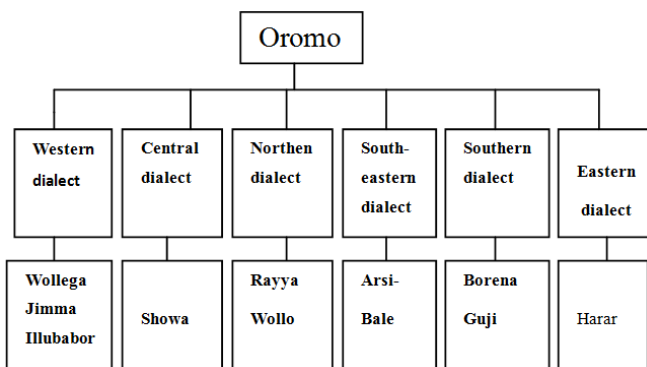 Oromo
Western
dialect
Central
dialect
Northen
dialect
South-
eastern
dialect
Southern
dialect
Eastern
dialect
Wollega
Jimma
Illubabor
Showa
Rayya
Wollo
Arsi-
Bale
Borena
Guji
Harar